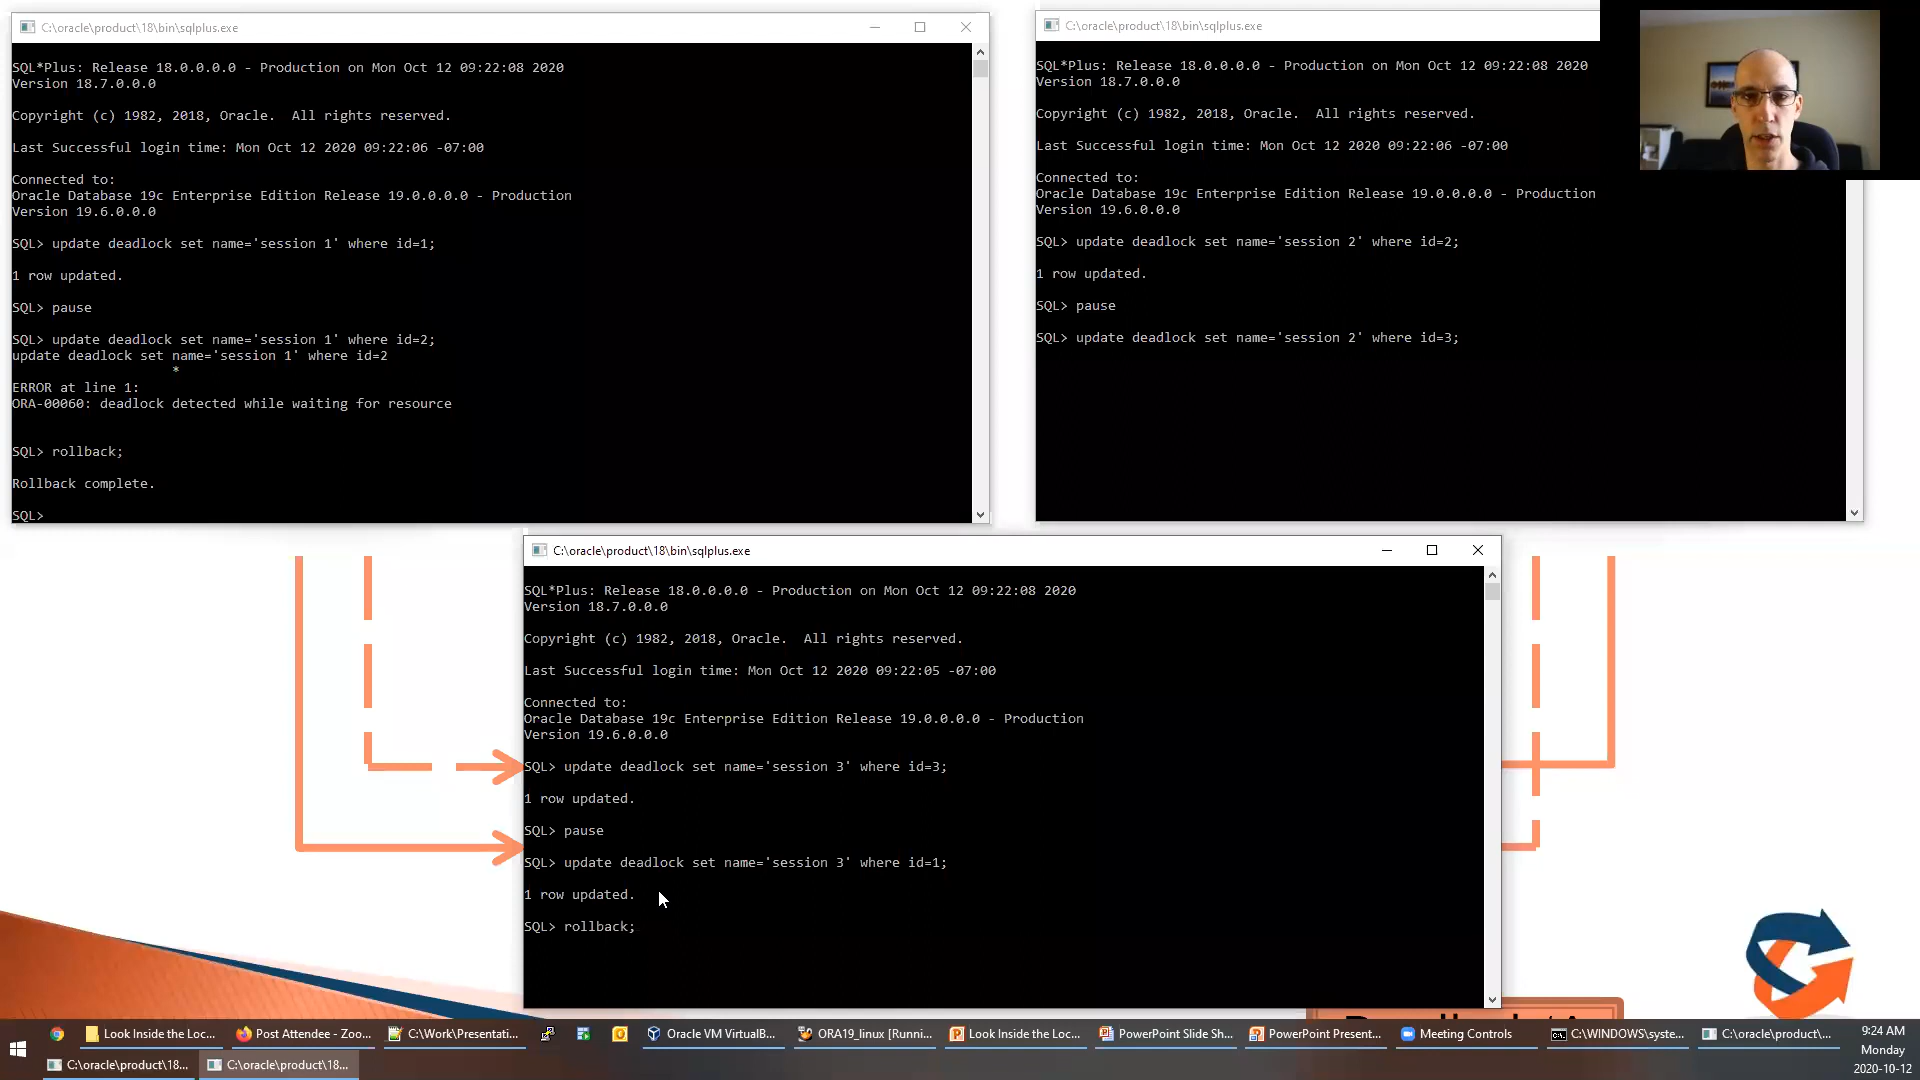 C:\oracle\product\18\bin\sqlplus.exe
SQL*Plus: Release 18.0.0.0.0 - Production on Mon Oct 12 09:22:08 2020
Version 18.7.0.0.0
Copyright (c) 1982, 2018, Oracle.  All rights reserved.
Last Successful login time: Mon Oct 12 2020 09:22:06 -07:00
Connected to:
Oracle Database 19c Enterprise Edition Release 19.0.0.0.0 - Production
Version 19.6.0.0.0
SQL> update deadlock set name='session 1' where id=1;
1 row updated.
SQL> pause
SQL> update deadlock set name='session 1' where id=2;
update deadlock set name='session 1' where id=2
*
ERROR at line 1:
ORA-00060: deadlock detected while waiting for resource
SQL> rollback;
Rollback complete.
SQL>
C:\oracle\product\18\bin\sqlplus.exe
SQL*Plus: Release 18.0.0.0.0 - Production on Mon Oct 12 09:22:08 2020
Version 18.7.0.0.0
Copyright (c) 1982, 2018, Oracle.  All rights reserved.
Last Successful login time: Mon Oct 12 2020 09:22:06 -07:00
Connected to:
Oracle Database 19c Enterprise Edition Release 19.0.0.0.0 - Production
Version 19.6.0.0.0
SQL> update deadlock set name='session 2' where id=2;
1 row updated.
SQL> pause
SQL> update deadlock set name='session 2' where id=3;
C:\oracle\product\18\bin\sqlplus.exe
SQL*Plus: Release 18.0.0.0.0 - Production on Mon Oct 12 09:22:08 2020
Version 18.7.0.0.0
Copyright (c) 1982, 2018, Oracle.  All rights reserved.
Last Successful login time: Mon Oct 12 2020 09:22:05 -07:00
Connected to:
Oracle Database 19c Enterprise Edition Release 19.0.0.0.0 - Production
Version 19.6.0.0.0
SQL> update deadlock set name='session 3' where id=3;
1 row updated.
SQL> pause
SQL> update deadlock set name='session 3' where id=1;
1 row updated.
SQL> rollback;
Look Inside the Loc...
Post Attendee - Zoo...
C:\Work\Presentati...
Oracle VM VirtualB...
ORA19_linux [Runni...
Look Inside the Loc...
PowerPoint Slide Sh...
PowerPoint Present...
Meeting Controls
C:\WINDOWS\syste...
C:\oracle\product\...
C:\oracle\product\18...
C:\oracle\product\18...
9:24 AM
Monday
2020-10-12